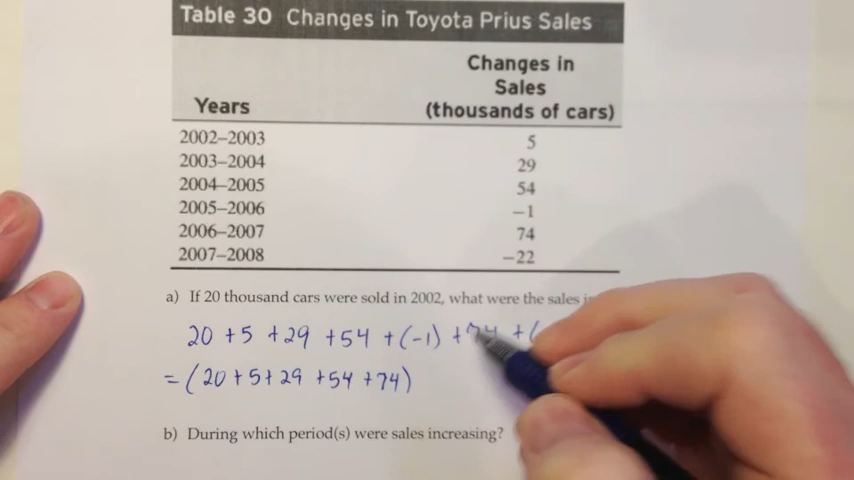 Table 30 Changes in Toyota Prius Sales
Changes in
Sales
Years (thousands of cars)
2002–2003 5
2003–2004 29
2004–2005 54
2005–2006 −1
2006–2007 74
2007–2008 −22
a) If 20 thousand cars were sold in 2002, what were the sales
20 + 5 + 29 + 54 + (-1) + 74 + (
= (20 + 5 + 29 + 54 + 74)
b) During which period(s) were sales increasing?